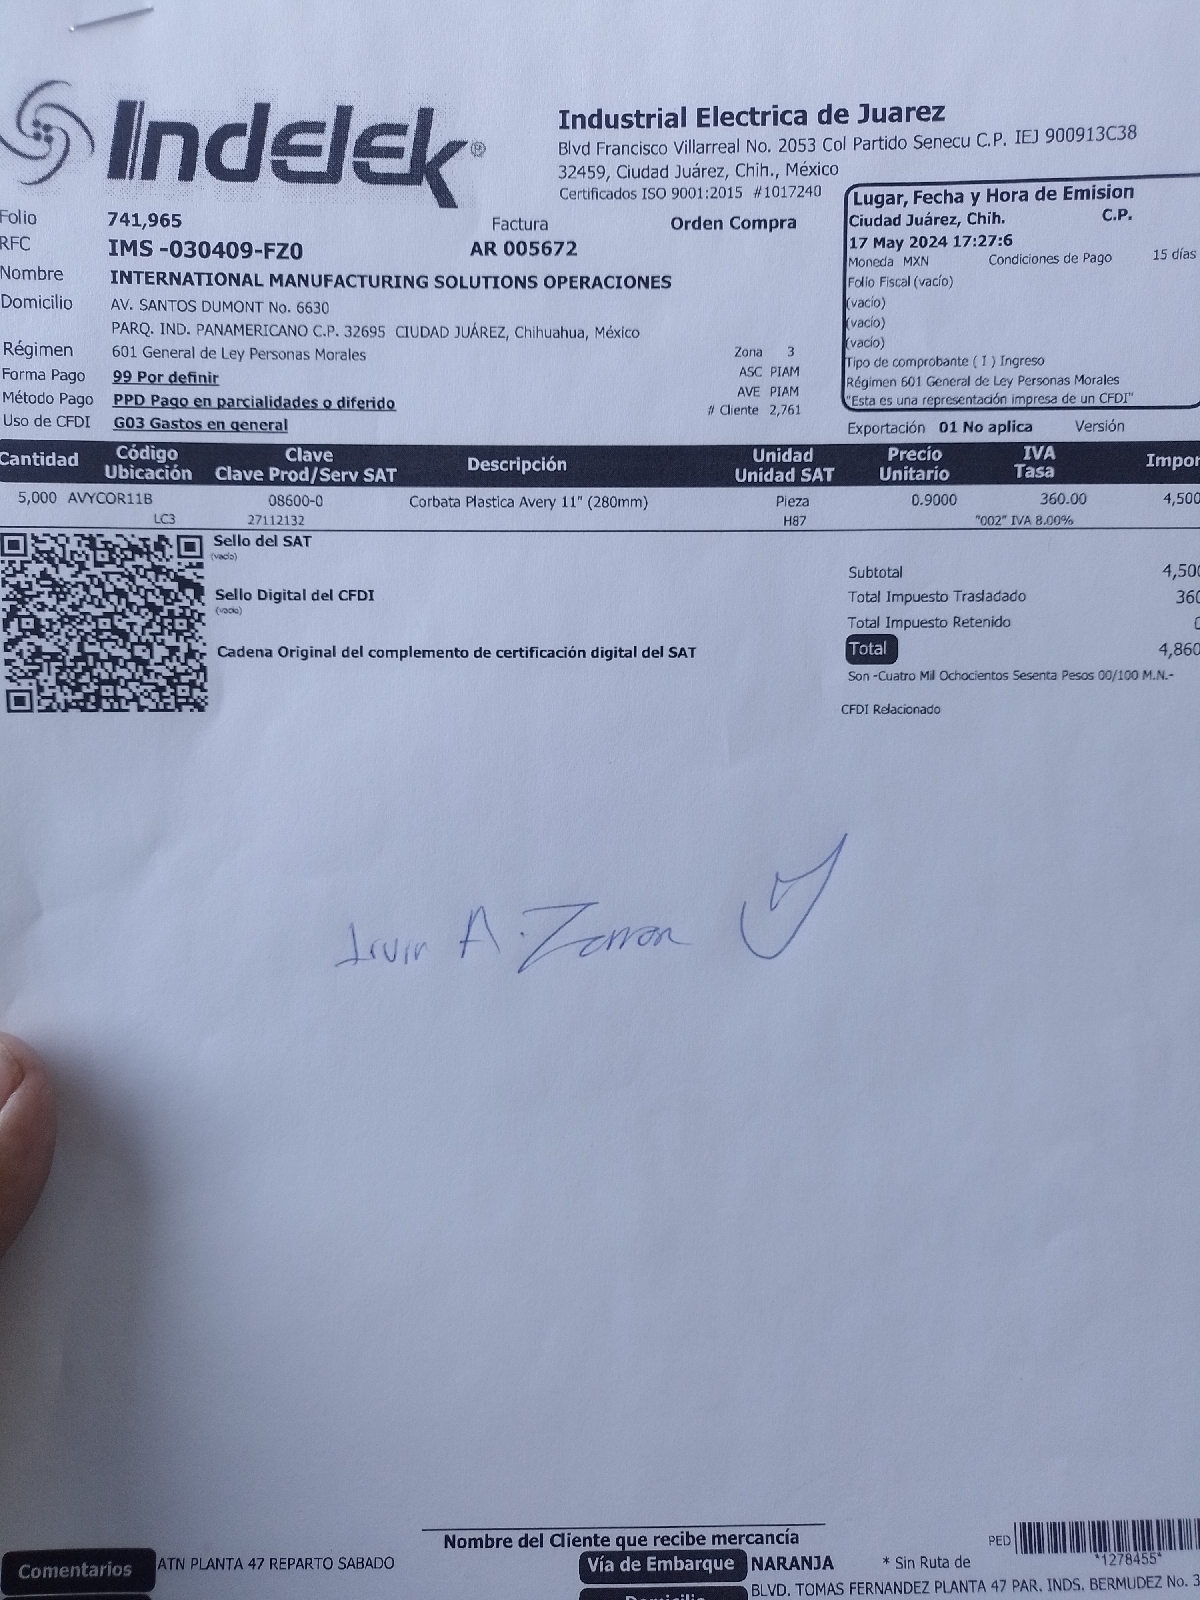 Indelek®
Industrial Electrica de Juarez
Blvd Francisco Villarreal No. 2053 Col Partido Senecu C.P. IEJ 900913C38
32459, Ciudad Juárez, Chih., México
Certificados ISO 9001:2015 #1017240
Lugar, Fecha y Hora de Emision
Ciudad Juárez, Chih. C.P.
17 May 2024 17:27:6
Moneda MXN Condiciones de Pago 15 días
Folio Fiscal (vacío)
(vacío)
(vacío)
(vacío)
Tipo de comprobante ( I ) Ingreso
Régimen 601 General de Ley Personas Morales
"Esta es una representación impresa de un CFDI"
Exportación 01 No aplica Versión
Folio 741,965 Factura Orden Compra
RFC IMS -030409-FZ0 AR 005672
Nombre INTERNATIONAL MANUFACTURING SOLUTIONS OPERACIONES
Domicilio AV. SANTOS DUMONT No. 6630
PARQ. IND. PANAMERICANO C.P. 32695 CIUDAD JUÁREZ, Chihuahua, México
Régimen 601 General de Ley Personas Morales Zona 3
Forma Pago 99 Por definir ASC PIAM
Método Pago PPD Pago en parcialidades o diferido AVE PIAM
Uso de CFDI G03 Gastos en general # Cliente 2,761
Cantidad Código Clave Descripción Unidad Precio IVA Impor
Ubicación Clave Prod/Serv SAT Unidad SAT Unitario Tasa
5,000 AVYCOR11B 08600-0 Corbata Plastica Avery 11" (280mm) Pieza 0.9000 360.00 4,500
LC3 27112132 H87 "002" IVA 8.00%
Sello del SAT
(vacío)
Sello Digital del CFDI
(vacío)
Cadena Original del complemento de certificación digital del SAT
Subtotal 4,500
Total Impuesto Trasladado 360
Total Impuesto Retenido 0
Total 4,860
Son -Cuatro Mil Ochocientos Sesenta Pesos 00/100 M.N.-
CFDI Relacionado
Irvin A.
Nombre del Cliente que recibe mercancía
PED
*1278455*
Comentarios ATN PLANTA 47 REPARTO SABADO
Vía de Embarque NARANJA * Sin Ruta de
Domicilio BLVD. TOMAS FERNANDEZ PLANTA 47 PAR. INDS. BERMUDEZ No. 3